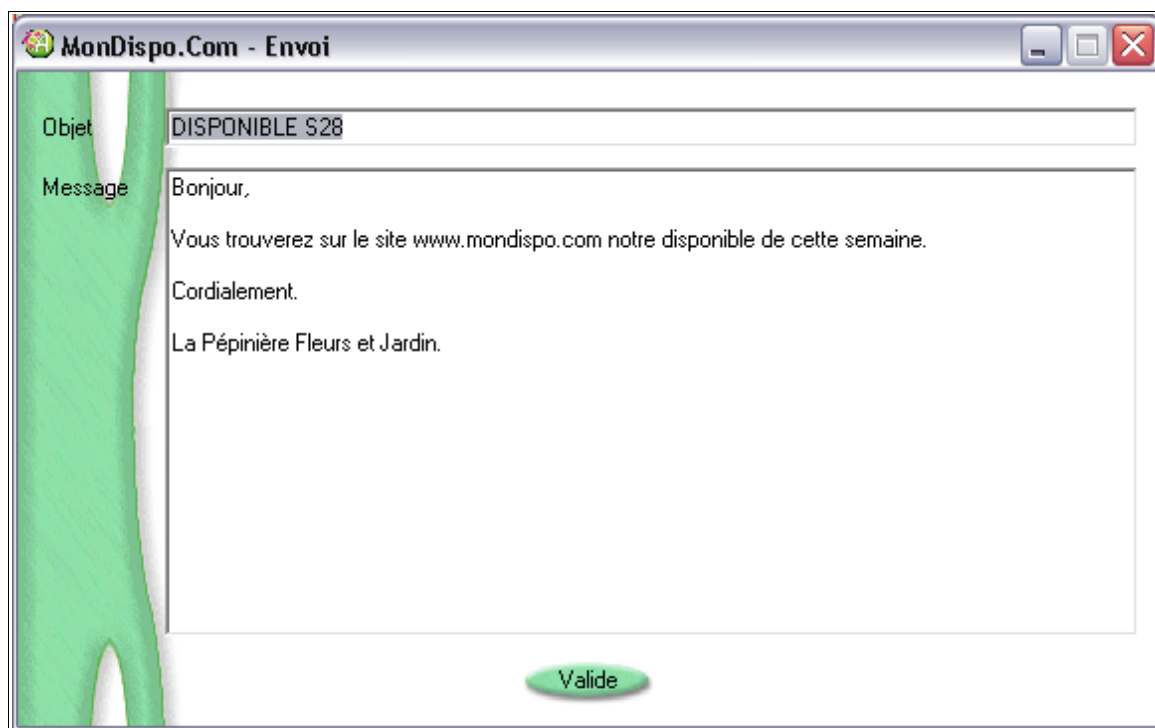 MonDispo.Com - Envoi
Objet
DISPONIBLE S28
Message
Bonjour,
Vous trouverez sur le site www.mondispo.com notre disponible de cette semaine.
Cordialement.
La Pépinière Fleurs et Jardin.
Valide